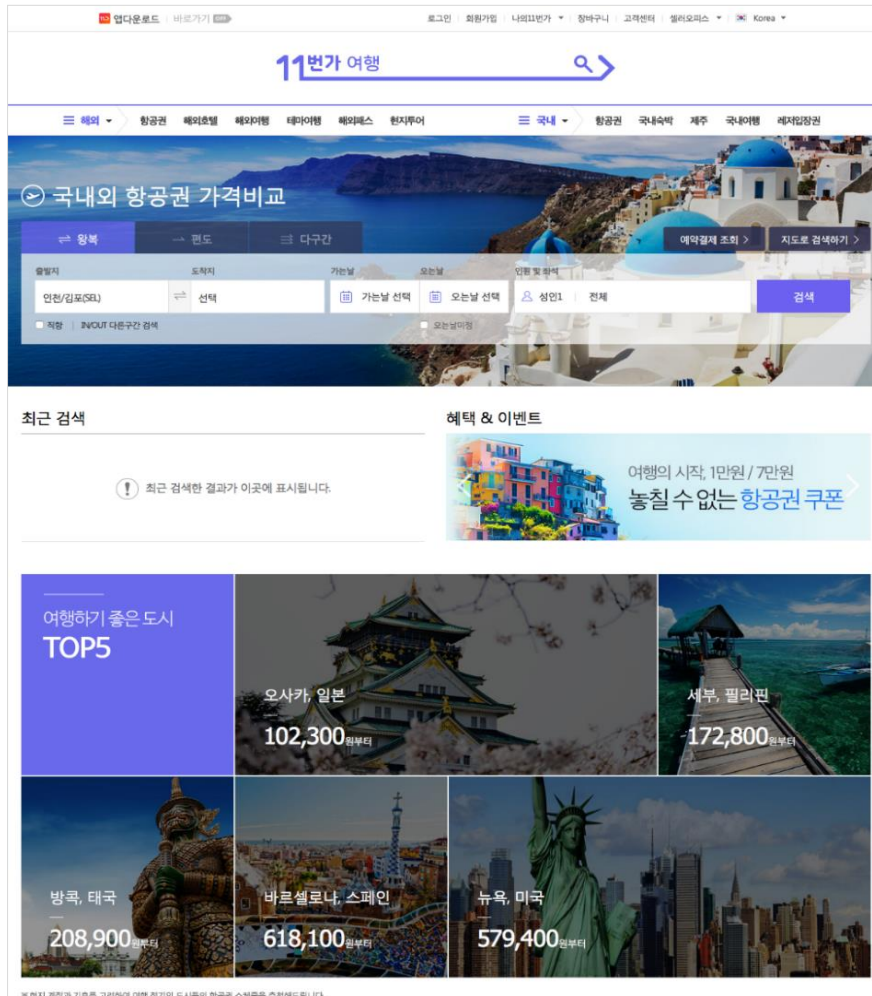 11번가 앱다운로드 바로가기
로그인 회원가입 나의11번가 장바구니 고객센터 셀러오피스 Korea
11번가 여행
해외 항공권 해외호텔 해외여행 테마여행 해외패스 현지투어
국내 항공권 국내숙박 제주 국내여행 레저입장권
국내외 항공권 가격비교
왕복 편도 다구간
예약결제 조회 > 지도로 검색하기 >
출발지 도착지 가는날 오는날 인원 및 좌석
인천/김포(SEL) 선택 가는날 선택 오는날 선택 성인1 전체 검색
직항 | IN/OUT 다른구간 검색 오는날미정
최근 검색
최근 검색한 결과가 이곳에 표시됩니다.
혜택 & 이벤트
여행의 시작, 1만원 / 7만원
놓칠 수 없는 항공권 쿠폰
여행하기 좋은 도시
TOP5
오사카, 일본
102,300원부터
세부, 필리핀
172,800원부터
방콕, 태국
208,900원부터
바르셀로나, 스페인
618,100원부터
뉴욕, 미국
579,400원부터